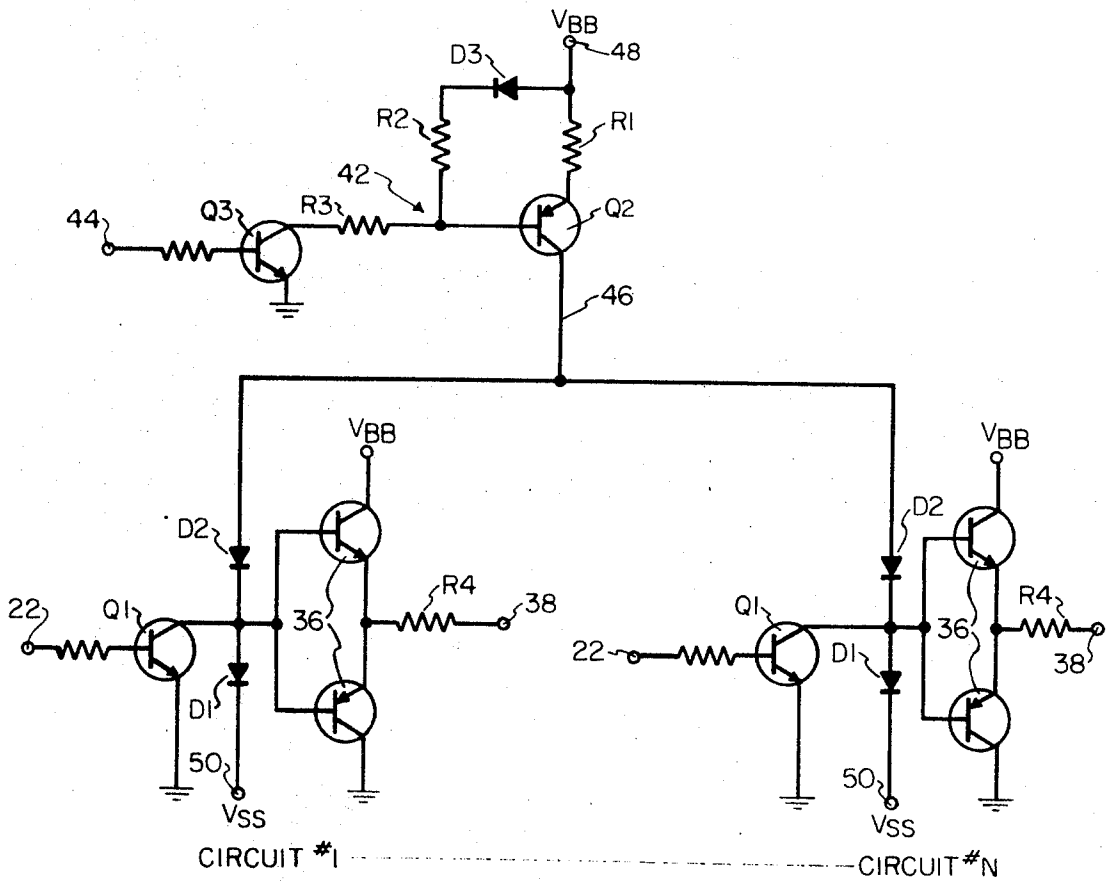 VBB
48
D3
R2
R1
42
44
Q3
R3
Q2
46
VBB
VBB
D2
D2
22
Q1
36
R4
38
Q1
36
R4
22
38
D1
D1
50
VSS
50
VSS
CIRCUIT #1 CIRCUIT #N